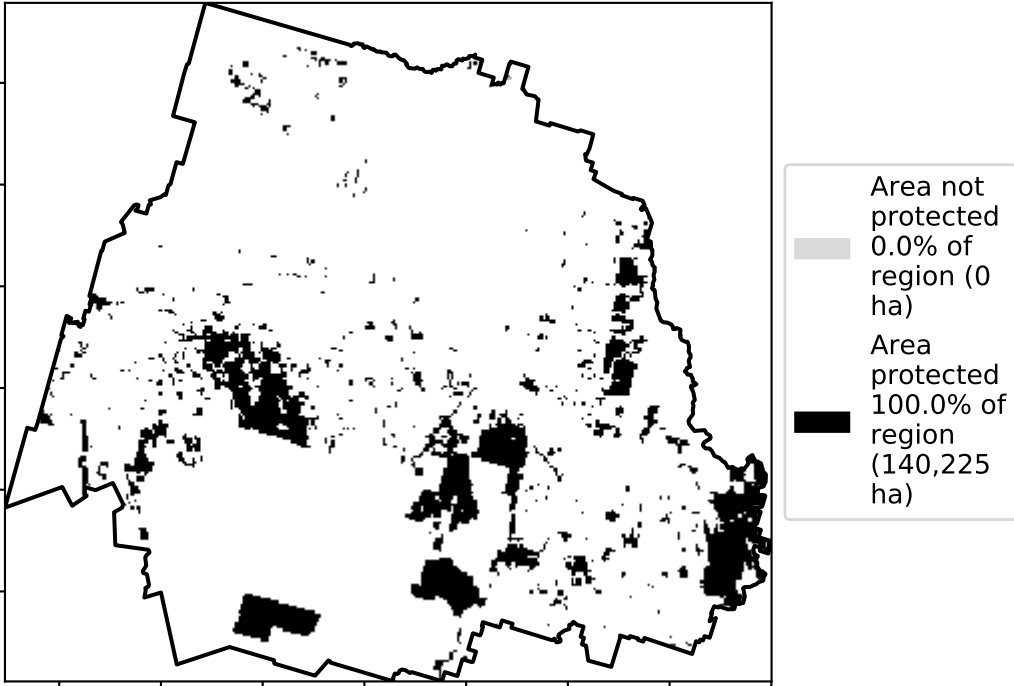 Area not
protected
0.0% of
region (0
ha)
Area
protected
100.0% of
region
(140,225
ha)